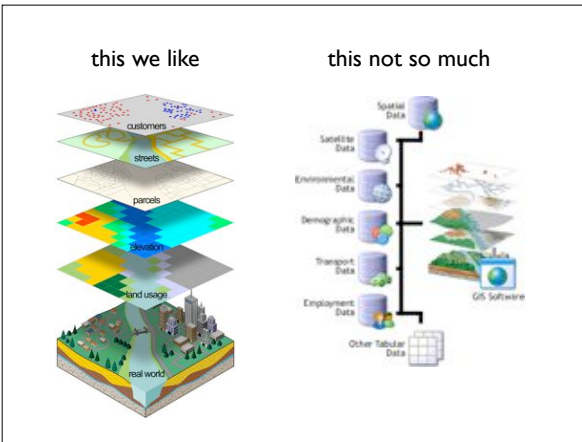 this we like
this not so much
customers
streets
parcels
elevation
land usage
real world
Spatial
Data
Satellite
Data
Environmental
Data
Demographic
Data
Transport
Data
Employment
Data
Other Tabular
Data
GIS Software